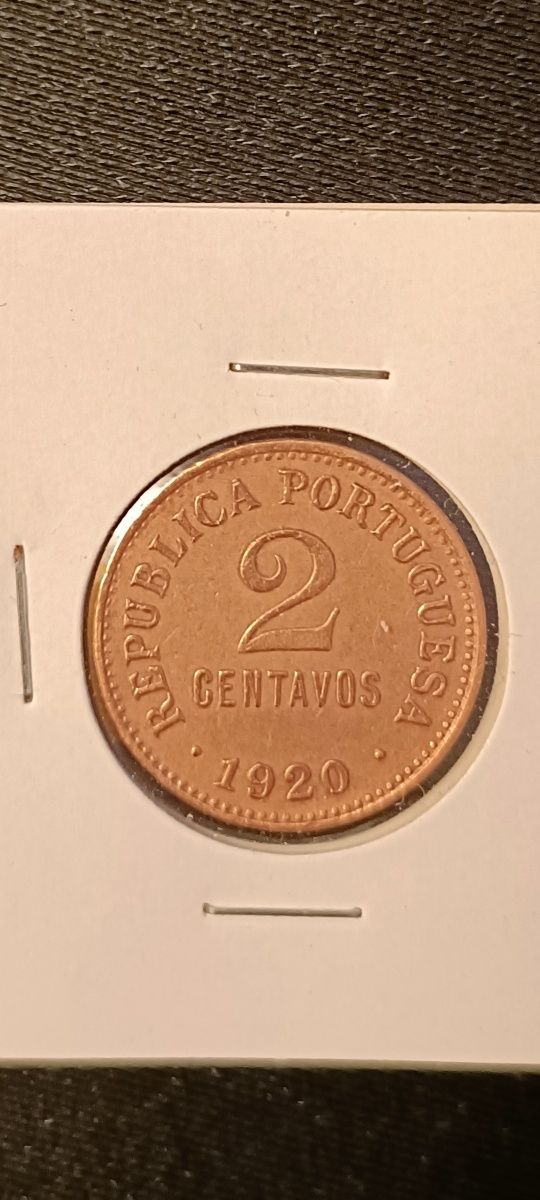 REPUBLICA PORTUGUESA
2
CENTAVOS
• 1920 •